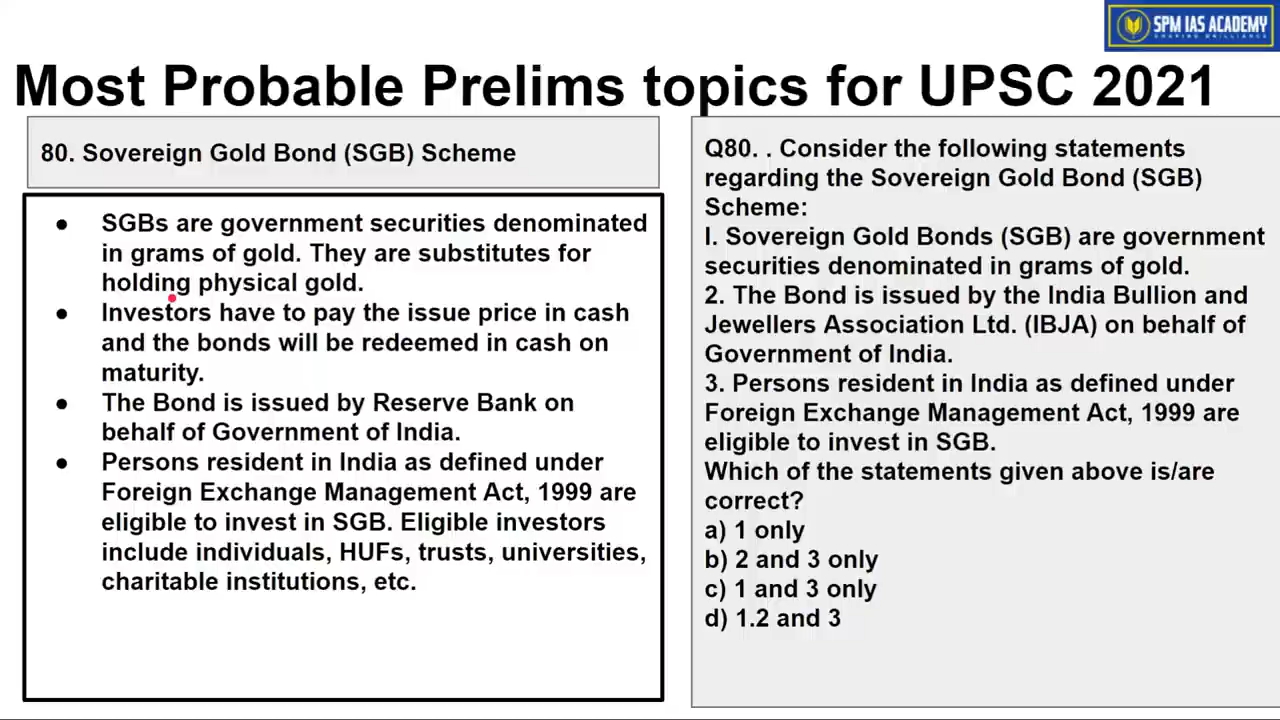 SPM IAS ACADEMY
SHAPING BRILLIANCE
Most Probable Prelims topics for UPSC 2021
80. Sovereign Gold Bond (SGB) Scheme
● SGBs are government securities denominated
in grams of gold. They are substitutes for
holding physical gold.
● Investors have to pay the issue price in cash
and the bonds will be redeemed in cash on
maturity.
● The Bond is issued by Reserve Bank on
behalf of Government of India.
● Persons resident in India as defined under
Foreign Exchange Management Act, 1999 are
eligible to invest in SGB. Eligible investors
include individuals, HUFs, trusts, universities,
charitable institutions, etc.
Q80. . Consider the following statements
regarding the Sovereign Gold Bond (SGB)
Scheme:
I. Sovereign Gold Bonds (SGB) are government
securities denominated in grams of gold.
2. The Bond is issued by the India Bullion and
Jewellers Association Ltd. (IBJA) on behalf of
Government of India.
3. Persons resident in India as defined under
Foreign Exchange Management Act, 1999 are
eligible to invest in SGB.
Which of the statements given above is/are
correct?
a) 1 only
b) 2 and 3 only
c) 1 and 3 only
d) 1.2 and 3